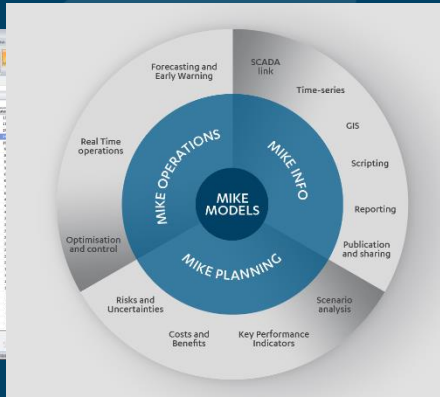 Forecasting and
Early Warning
SCADA
link
Time-series
GIS
Scripting
Reporting
Publication
and sharing
Scenario
analysis
Key Performance
Indicators
Costs and
Benefits
Risks and
Uncertainties
Optimisation
and control
Real Time
operations
MIKE OPERATIONS
MIKE INFO
MIKE PLANNING
MIKE
MODELS